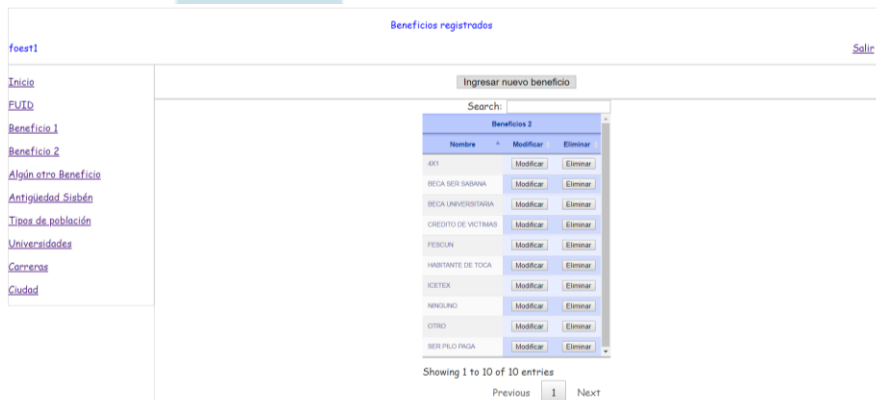 Beneficios registrados
foest1
Salir
Inicio
FUID
Beneficio 1
Beneficio 2
Algún otro Beneficio
Antigüedad Sisbén
Tipos de población
Universidades
Carreras
Ciudad
Ingresar nuevo beneficio
Search:
Beneficios 2
Nombre Modificar Eliminar
4X1 Modificar Eliminar
BECA SER SABANA Modificar Eliminar
BECA UNIVERSITARIA Modificar Eliminar
CREDITO DE VICTIMAS Modificar Eliminar
FESCUN Modificar Eliminar
HABITANTE DE TOCA Modificar Eliminar
ICETEX Modificar Eliminar
NINGUNO Modificar Eliminar
OTRO Modificar Eliminar
SER PILO PAGA Modificar Eliminar
Showing 1 to 10 of 10 entries
Previous 1 Next